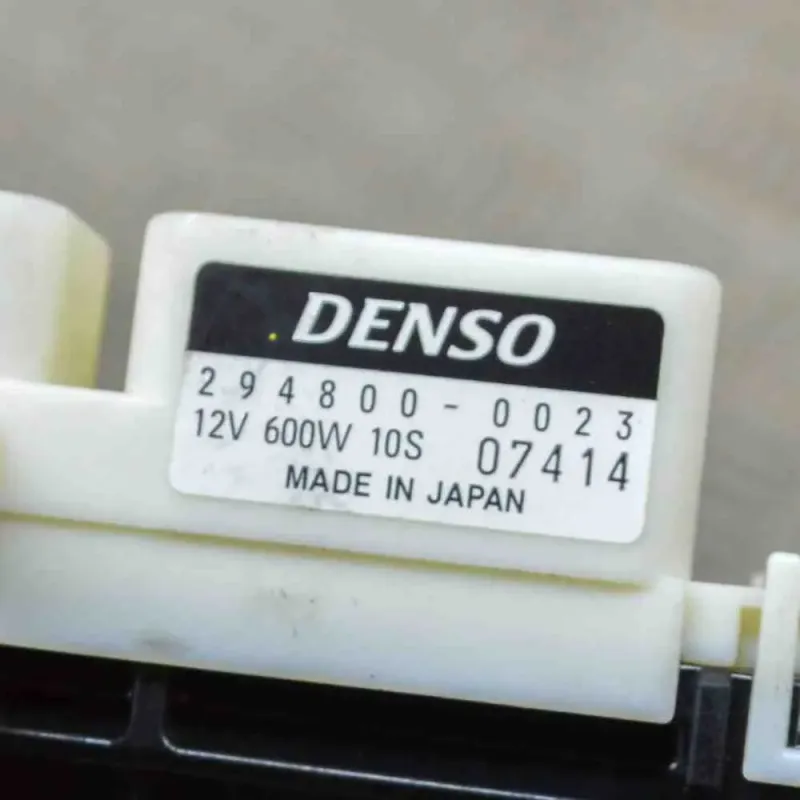 DENSO
294800-0023
12V 600W 10S 07414
MADE IN JAPAN